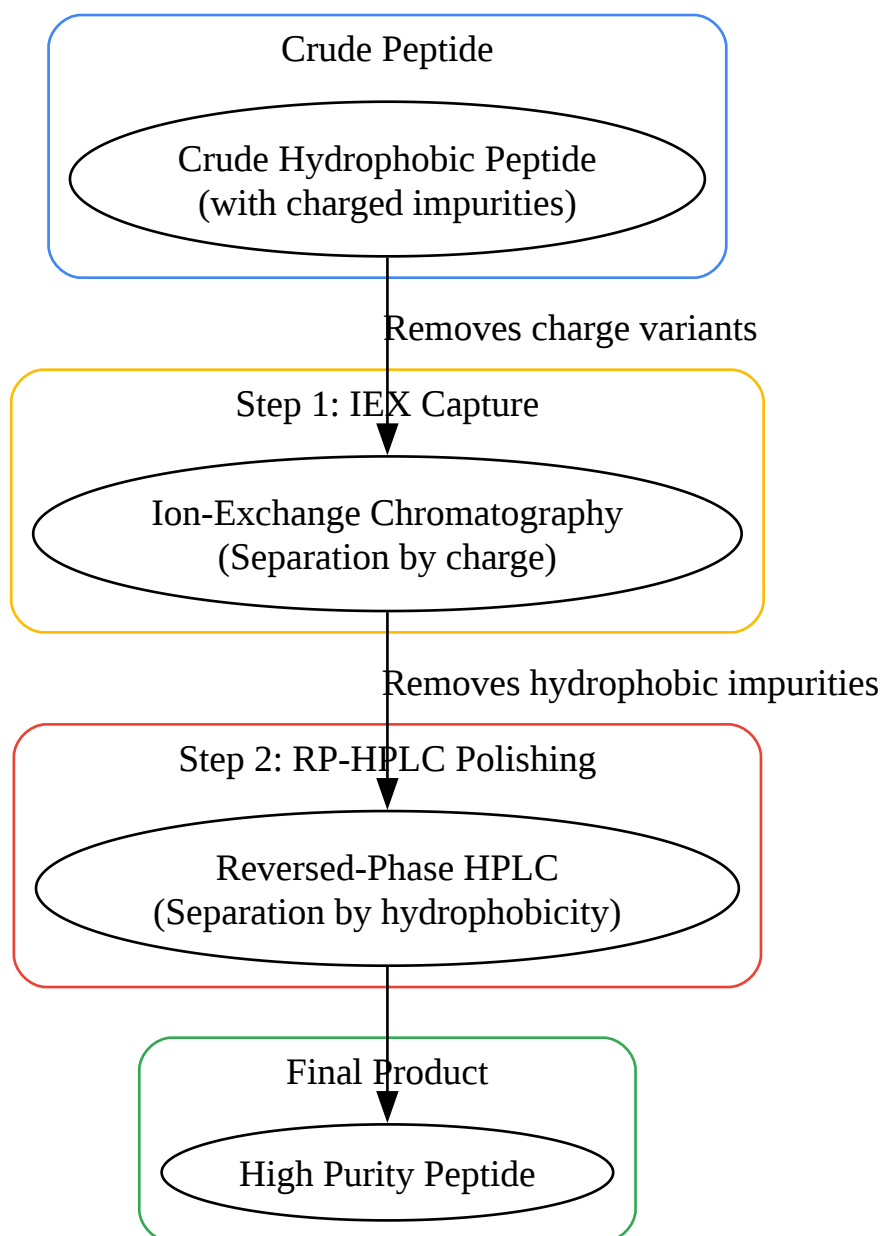 Crude Peptide
Crude Hydrophobic Peptide
(with charged impurities)
Removes charge variants
Step 1: IEX Capture
Ion-Exchange Chromatography
(Separation by charge)
Removes hydrophobic impurities
Step 2: RP-HPLC Polishing
Reversed-Phase HPLC
(Separation by hydrophobicity)
Final Product
High Purity Peptide